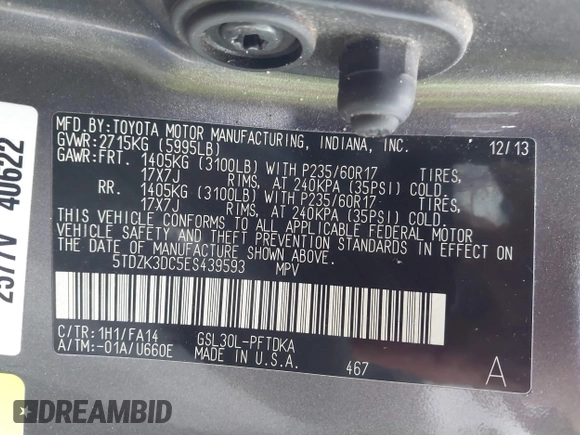 MFD.BY:TOYOTA MOTOR MANUFACTURING, INDIANA, INC. 12/13
GVWR:2715KG (5995LB)
GAWR:FRT. 1405KG (3100LB) WITH P235/60R17 TIRES,
17X7J RIMS, AT 240KPA (35PSI) COLD.
RR. 1405KG (3100LB) WITH P235/60R17 TIRES,
17X7J RIMS, AT 240KPA (35PSI) COLD.
THIS VEHICLE CONFORMS TO ALL APPLICABLE FEDERAL MOTOR
VEHICLE SAFETY AND THEFT PREVENTION STANDARDS IN EFFECT ON
THE DATE OF MANUFACTURE SHOWN ABOVE.
5TDZK3DC5ES439593 MPV
C/TR:1H1/FA14 GSL30L-PFTDKA
A/TM:-01A/U660E MADE IN U.S.A. 467 A
40622
DREAMBID